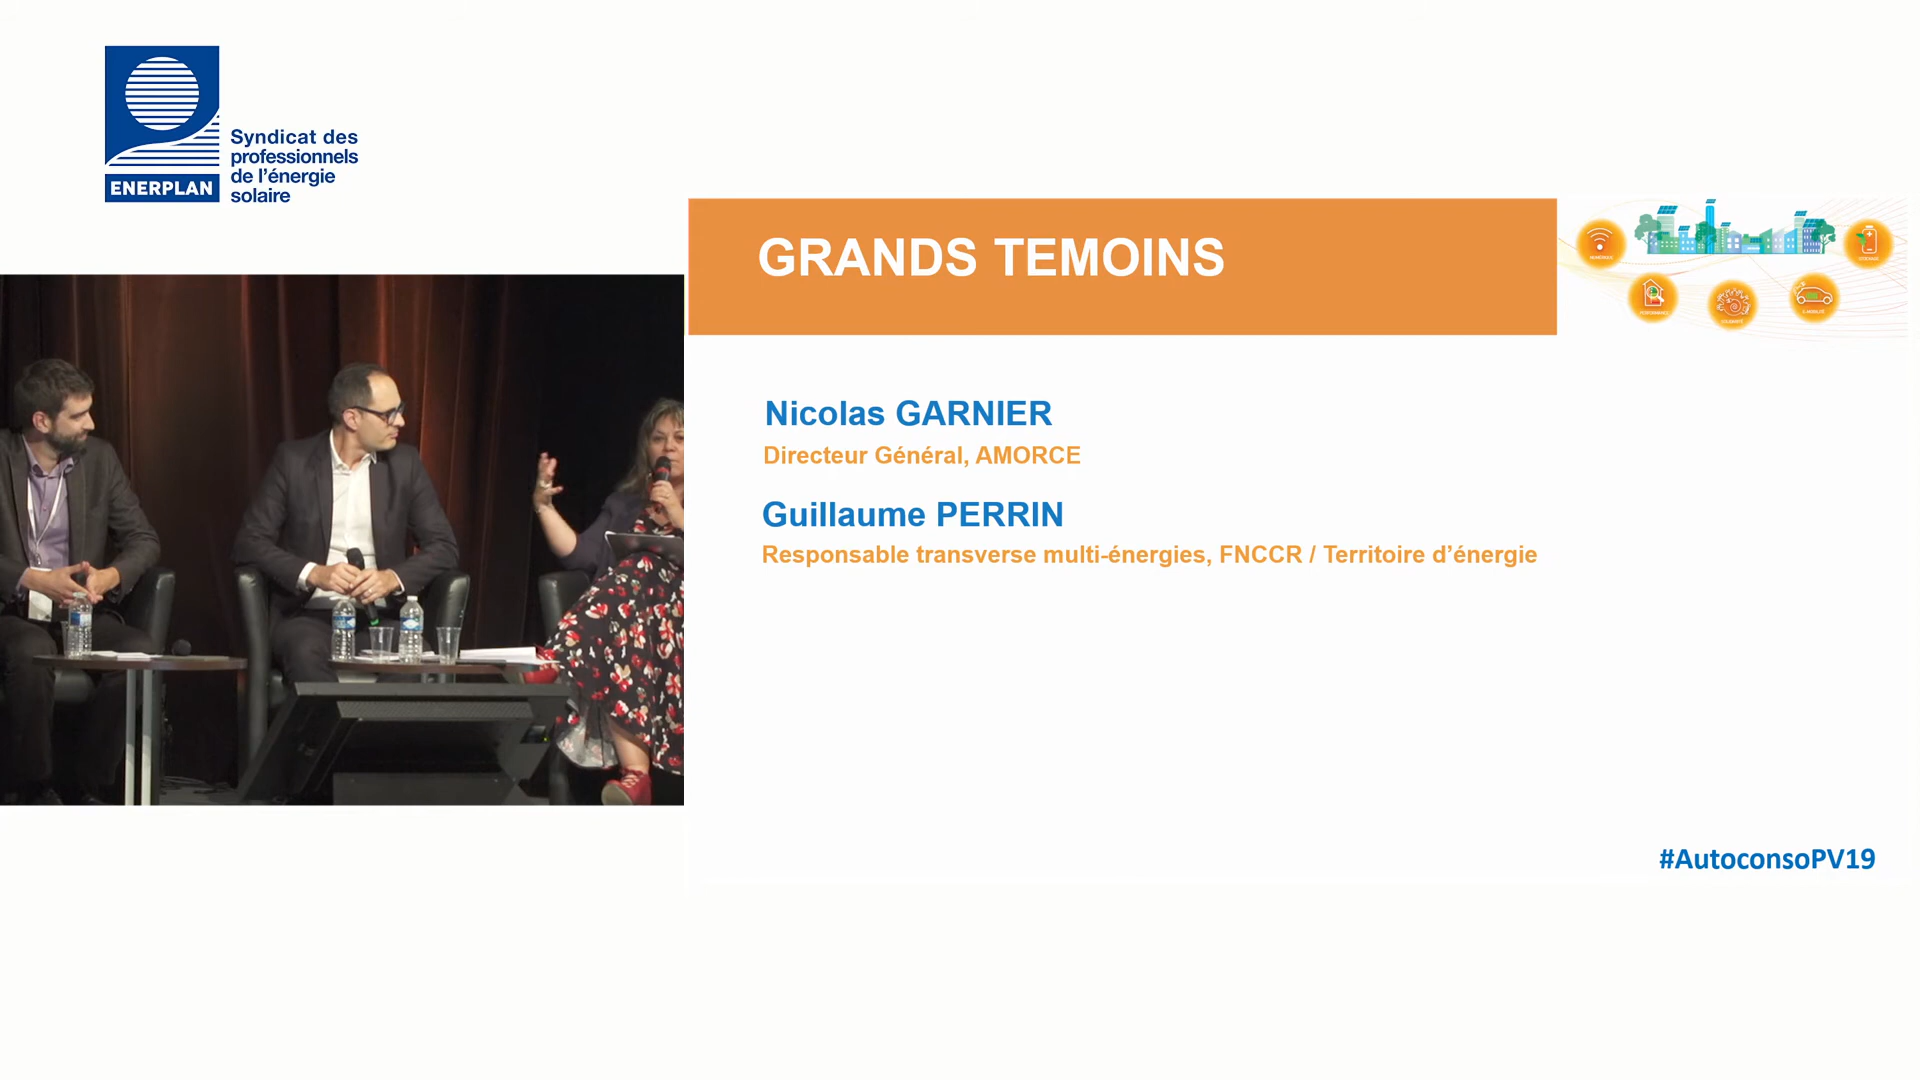 Syndicat des
professionnels
de l’énergie
solaire
ENERPLAN
GRANDS TEMOINS
Nicolas GARNIER
Directeur Général, AMORCE
Guillaume PERRIN
Responsable transverse multi-énergies, FNCCR / Territoire d’énergie
#AutoconsoPV19